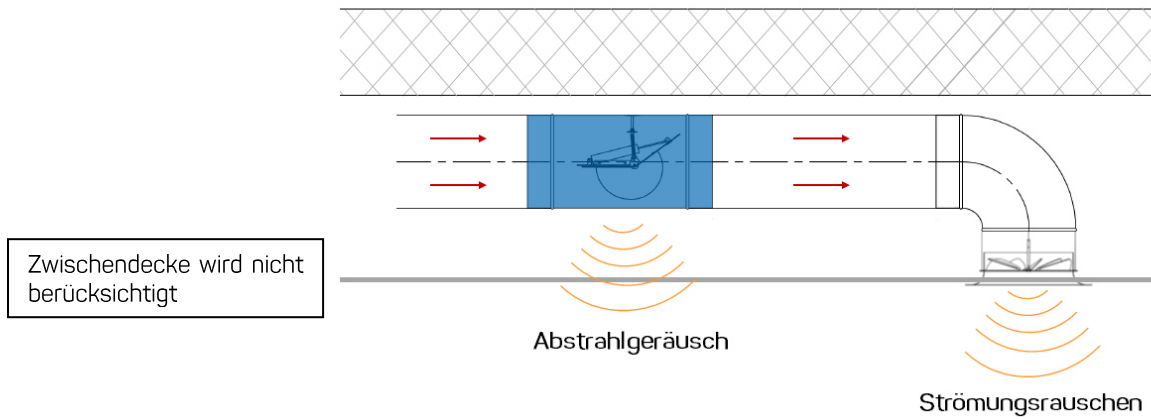 Zwischendecke wird nicht
berücksichtigt
Abstrahlgeräusch
Strömungsrauschen